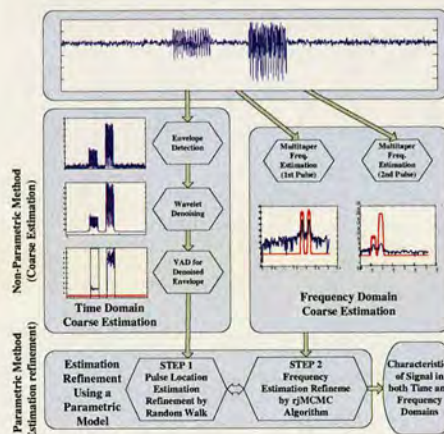 Envelope
Detection
Wavelet
Denoising
VAD for
Denoised
Envelope
Time Domain
Coarse Estimation
Multitaper
Freq.
Estimation
(1st Pulse)
Multitaper
Freq.
Estimation
(2nd Pulse)
Frequency Domain
Coarse Estimation
Non-Parametric Method
(Coarse Estimation)
Parametric Method
Estimation refinement)
Estimation
Refinement
Using a
Parametric
Model
STEP 1
Pulse Location
Estimation
Refinement by
Random Walk
STEP 2
Frequency
Estimation Refineme
by rjMCMC
Algorithm
Characteris
of Signal in
both Time an
Frequency
Domains